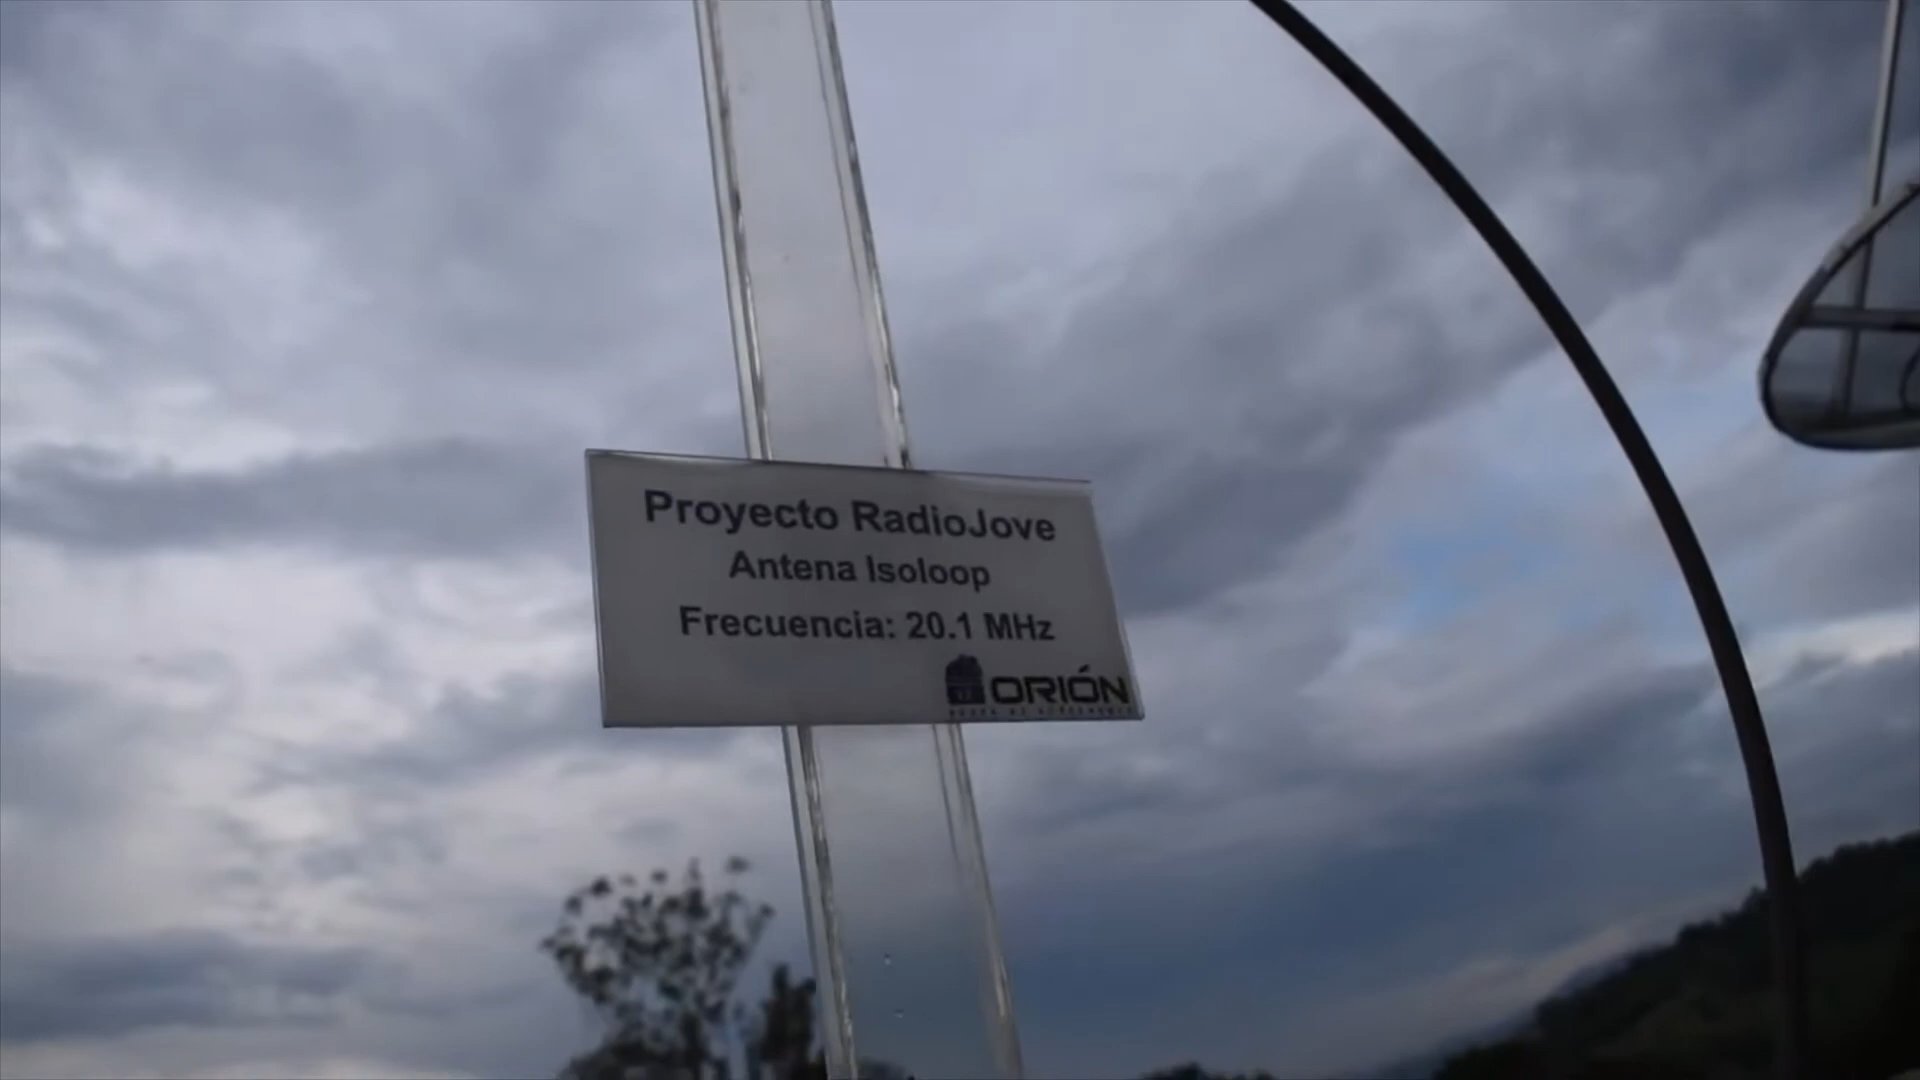 Proyecto RadioJove
Antena Isoloop
Frecuencia: 20.1 MHz
ORIÓN